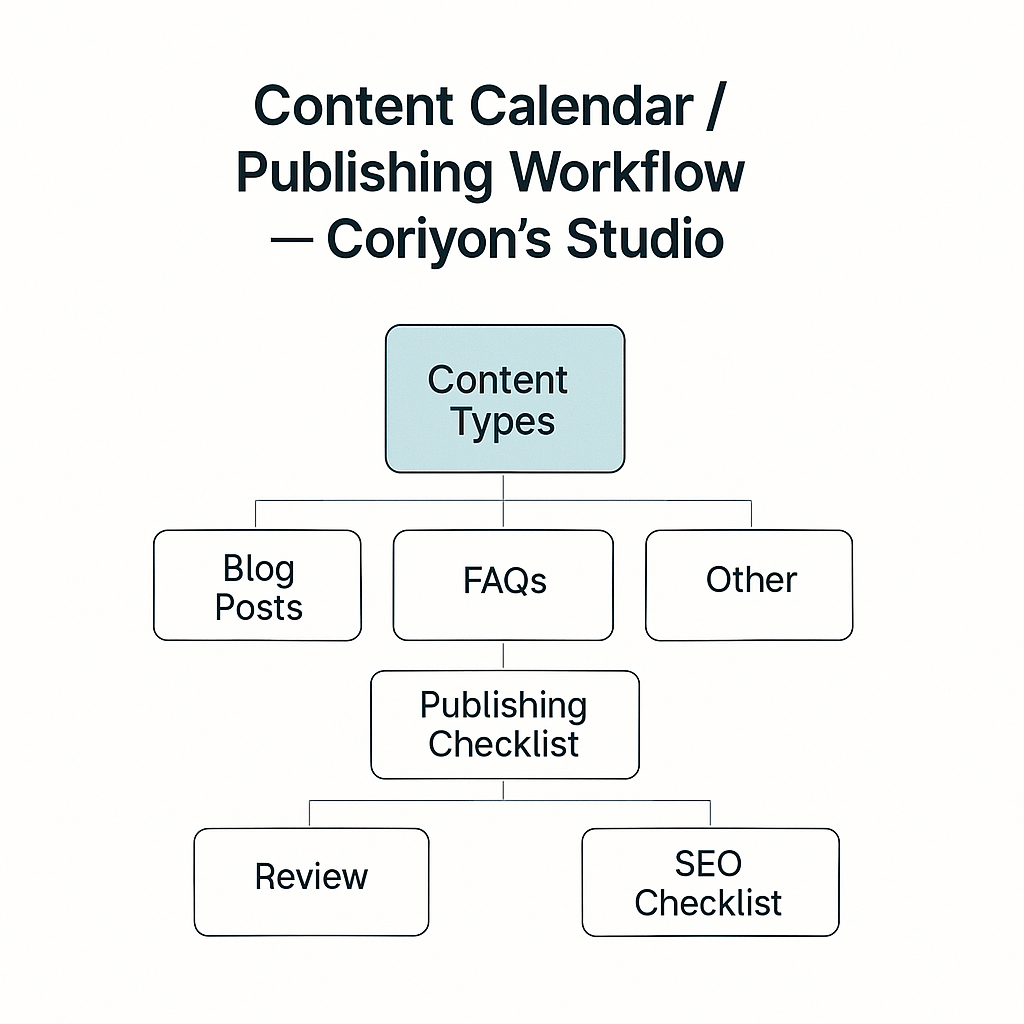 Content Calendar /
Publishing Workflow
— Coriyon’s Studio
Content
Types
Blog
Posts
FAQs
Other
Publishing
Checklist
Review
SEO
Checklist